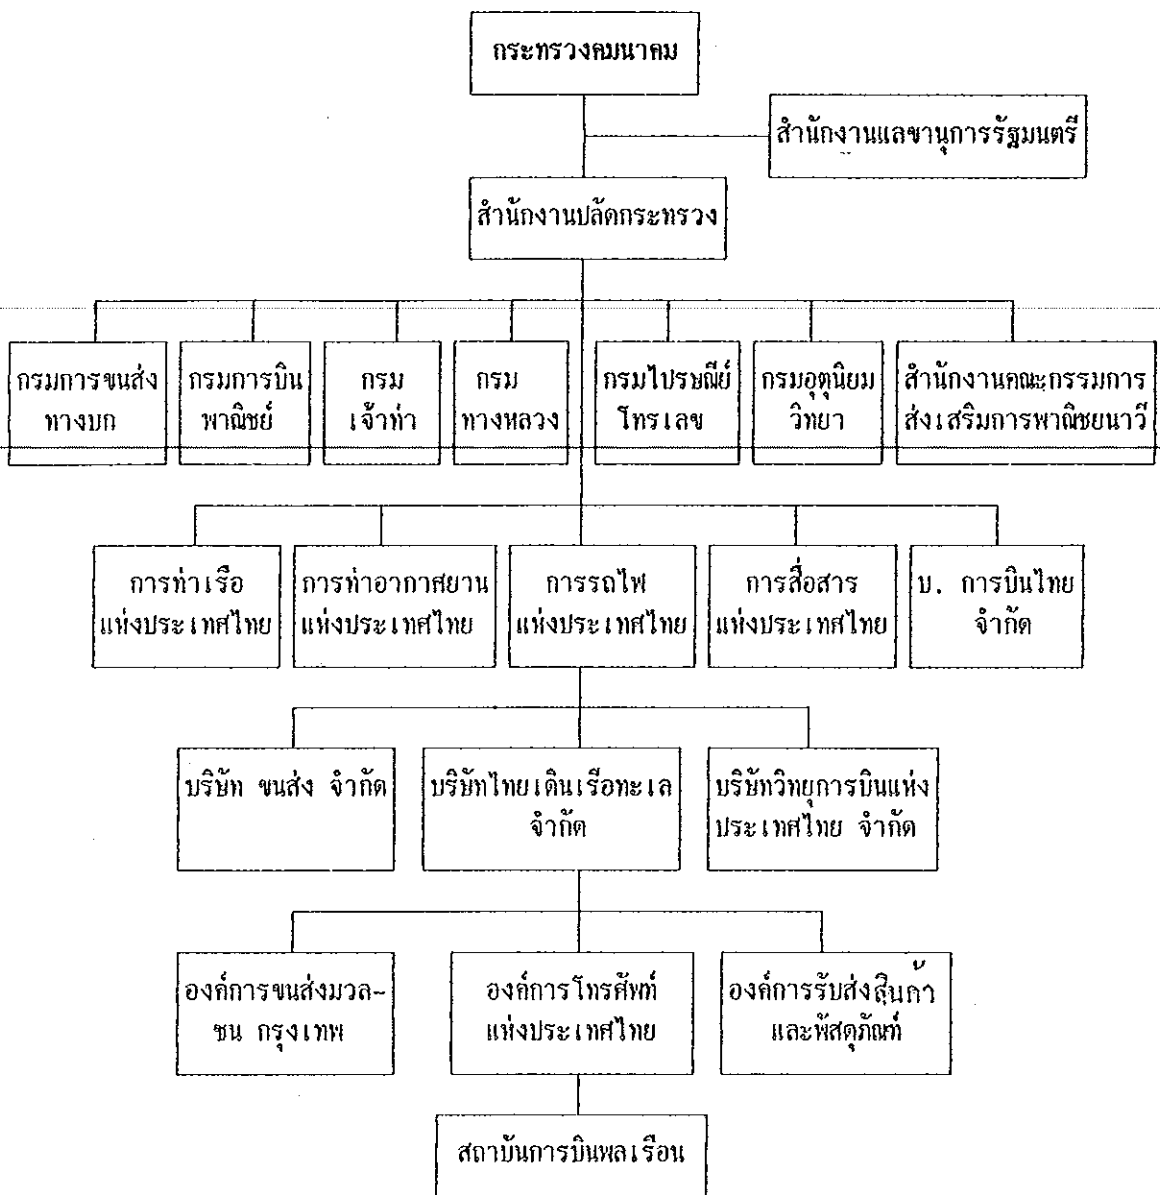 กระทรวงคมนาคม
สำนักงานเลขานุการรัฐมนตรี
สำนักงานปลัดกระทรวง
กรมการขนส่ง
ทางบก
กรมการบิน
พาณิชย์
กรม
เจ้าท่า
กรม
ทางหลวง
กรมไปรษณีย์
โทรเลข
กรมอุตุนิยม
วิทยา
สำนักงานคณะกรรมการ
ส่งเสริมการพาณิชยนาวี
การท่าเรือ
แห่งประเทศไทย
การท่าอากาศยาน
แห่งประเทศไทย
การรถไฟ
แห่งประเทศไทย
การสื่อสาร
แห่งประเทศไทย
บ. การบินไทย
จำกัด
บริษัท ขนส่ง จำกัด
บริษัทไทยเดินเรือทะเล
จำกัด
บริษัทวิทยุการบินแห่ง
ประเทศไทย จำกัด
องค์การขนส่งมวล~
ชน กรุงเทพ
องค์การโทรศัพท์
แห่งประเทศไทย
องค์การรับส่งสินค้า
และพัสดุภัณฑ์
สถาบันการบินพลเรือน